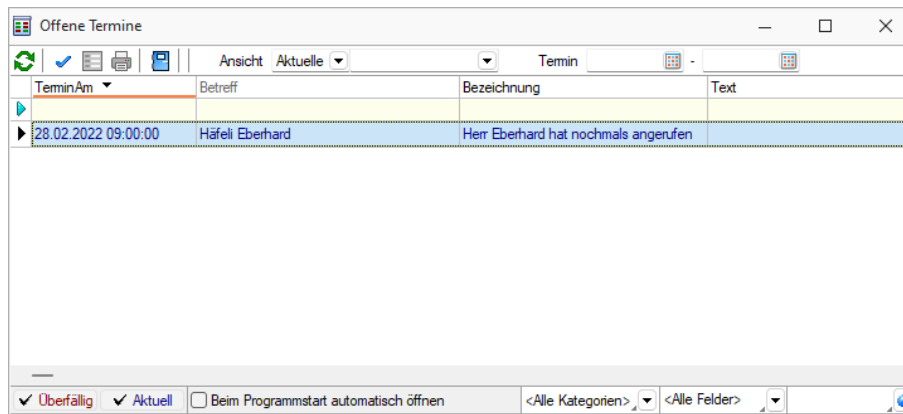 Offene Termine
Ansicht Aktuelle Termin -
TerminAm Betreff Bezeichnung Text
28.02.2022 09:00:00 Häfeli Eberhard Herr Eberhard hat nochmals angerufen
Überfällig Aktuell Beim Programmstart automatisch öffnen <Alle Kategorien> <Alle Felder>